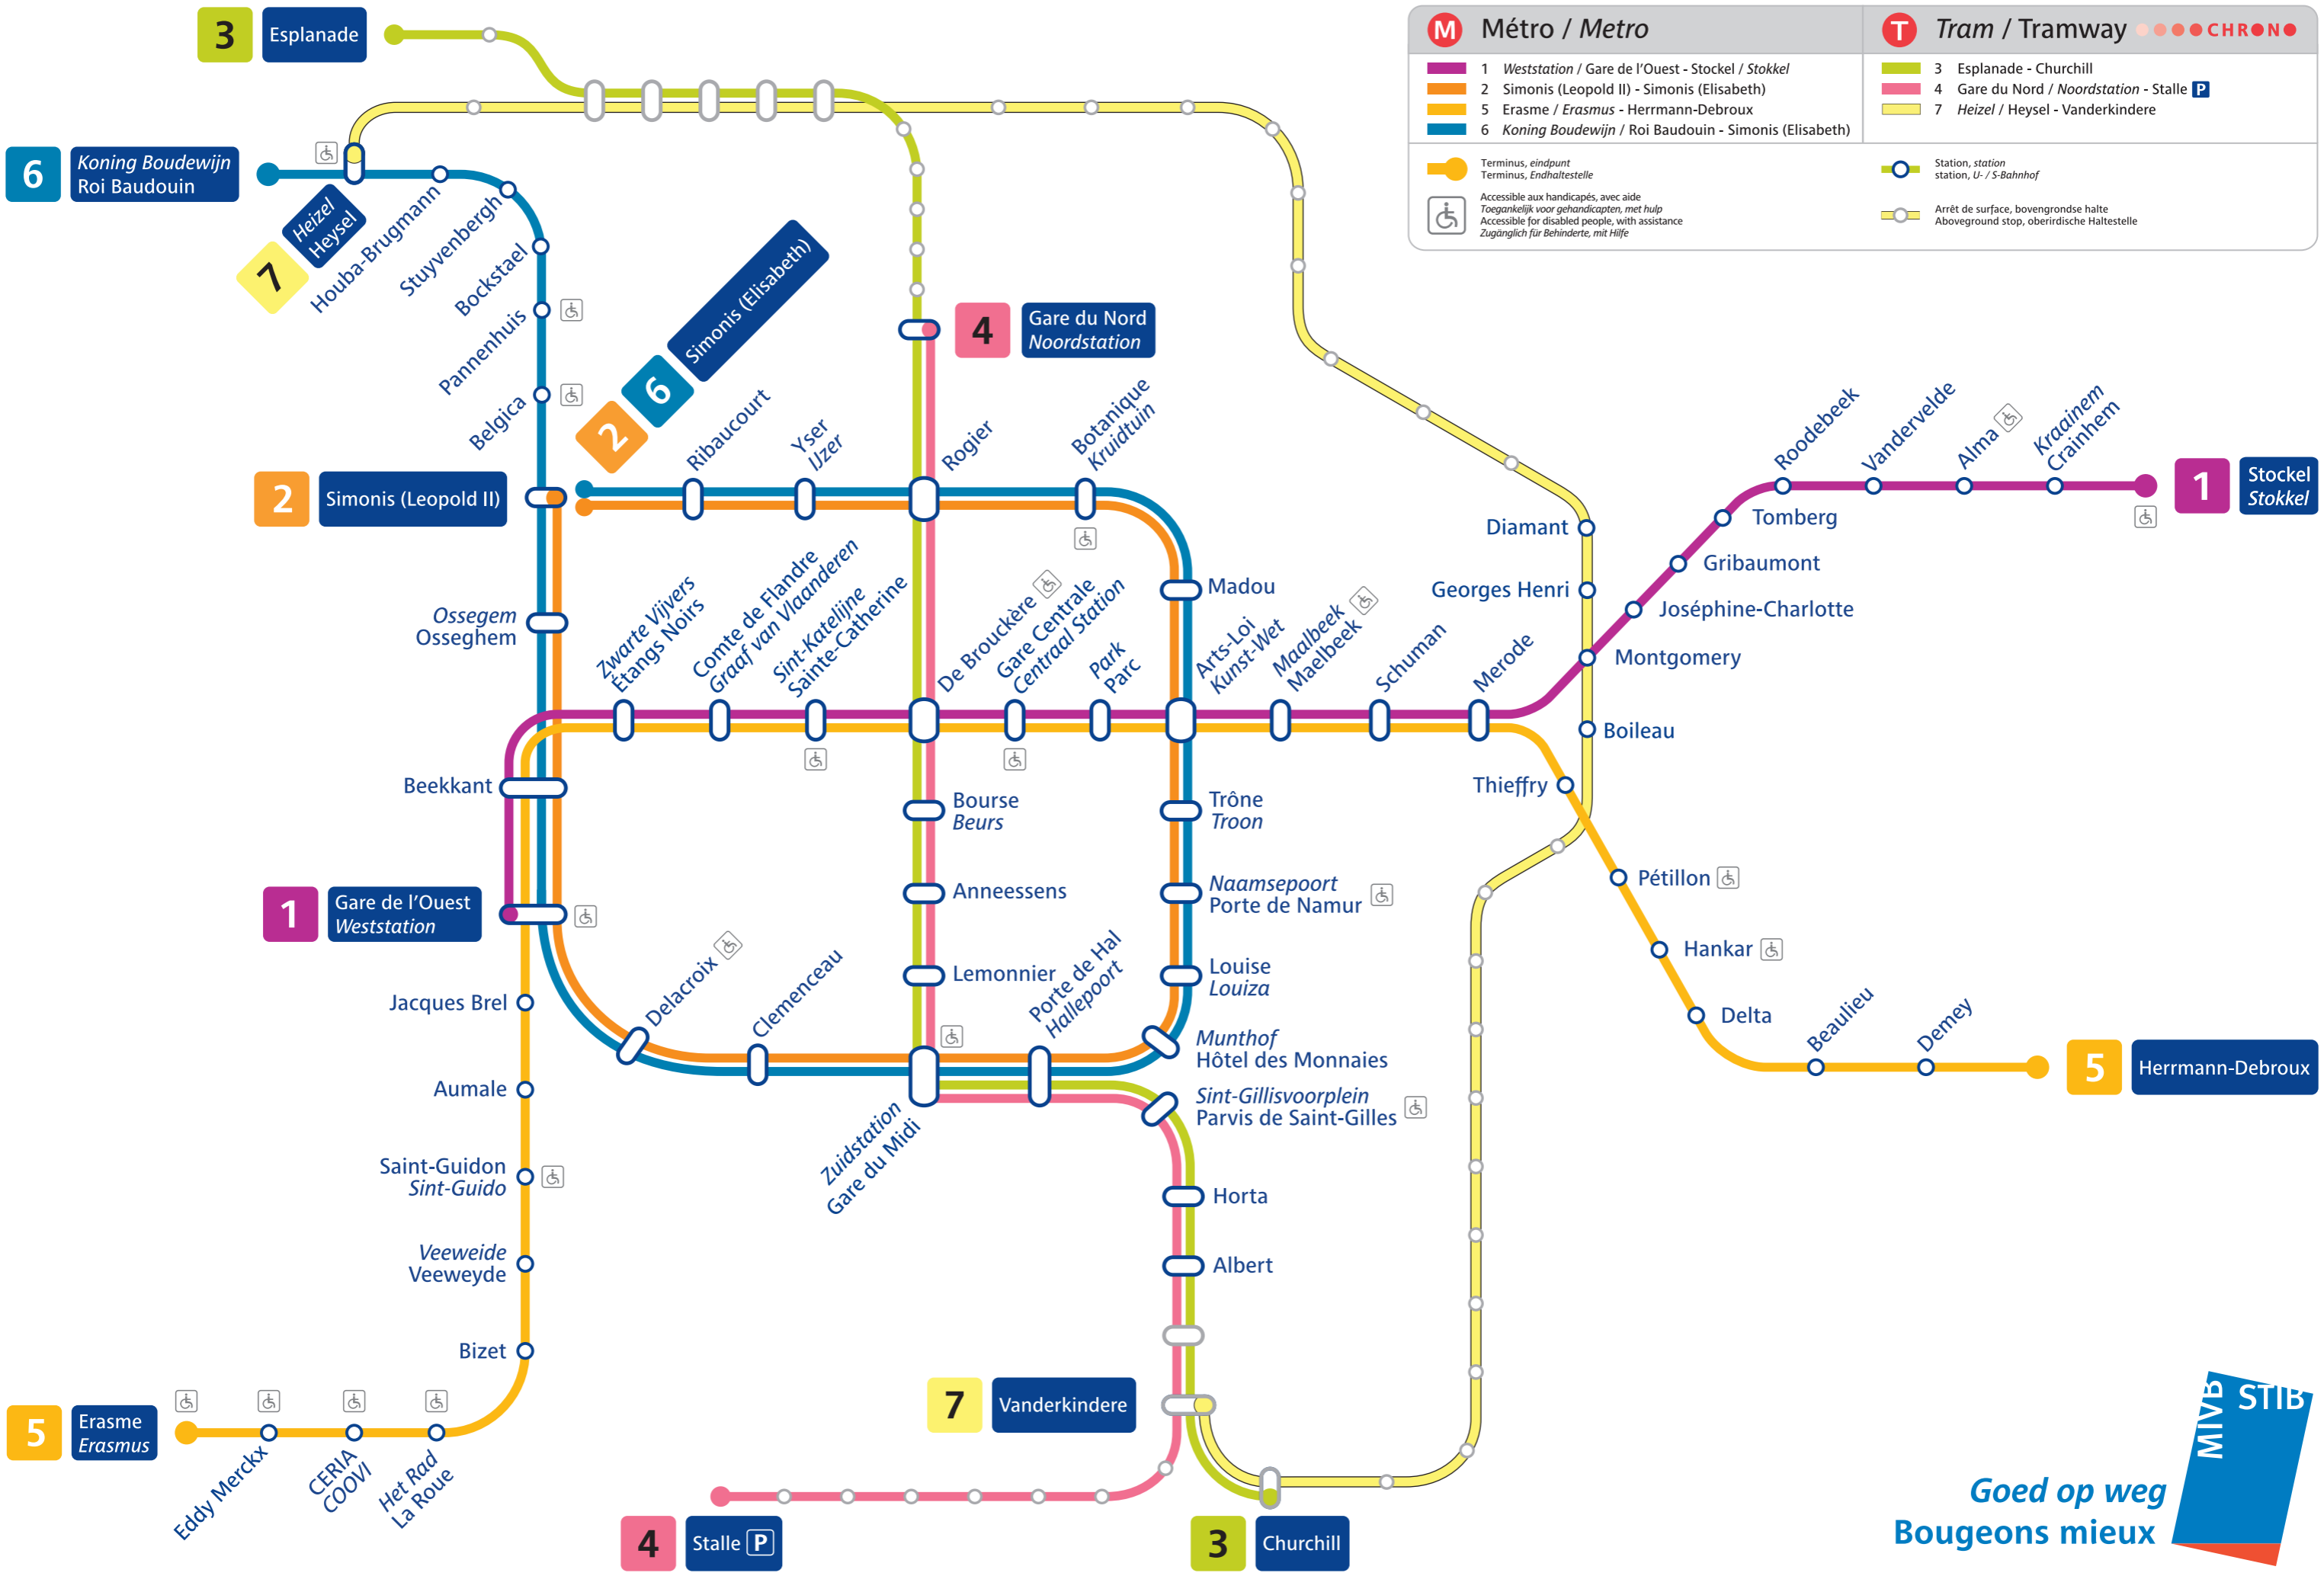 3 Esplanade
M Métro / Metro
1 Weststation / Gare de l'Ouest - Stockel / Stokkel
2 Simonis (Leopold II) - Simonis (Elisabeth)
5 Erasme / Erasmus - Herrmann-Debroux
6 Koning Boudewijn / Roi Baudouin - Simonis (Elisabeth)
T Tram / Tramway CHRONO
3 Esplanade - Churchill
4 Gare du Nord / Noordstation - Stalle P
7 Heizel / Heysel - Vanderkindere
Terminus, eindpunt
Terminus, Endhaltestelle
Accessible aux handicapés, avec aide
Toegankelijk voor gehandicapten, met hulp
Accessible for disabled people, with assistance
Zugänglich für Behinderte, mit Hilfe
Station, station
station, U- / S-Bahnhof
Arrêt de surface, bovengrondse halte
Aboveground stop, oberirdische Haltestelle
6 Koning Boudewijn
Roi Baudouin
7 Heizel
Heysel
Houba-Brugmann
Stuyvenbergh
Bockstael
Pannenhuis
Belgica
2 6 Simonis (Elisabeth)
4 Gare du Nord
Noordstation
2 Simonis (Leopold II)
Ribaucourt
Yser
IJzer
Rogier
Botanique
Kruidtuin
Madou
Diamant
Georges Henri
Montgomery
Boileau
Roodebeek
Vandervelde
Alma
Kraainem
Crainhem
1 Stockel
Stokkel
Tomberg
Gribaumont
Joséphine-Charlotte
Ossegem
Osseghem
Zwarte Vijvers
Étangs Noirs
Comte de Flandre
Graaf van Vlaanderen
Sint-Katelijne
Sainte-Catherine
De Brouckère
Gare Centrale
Centraal Station
Park
Parc
Arts-Loi
Kunst-Wet
Maalbeek
Maelbeek
Schuman
Merode
Beekkant
Thieffry
Bourse
Beurs
Trône
Troon
Pétillon
1 Gare de l'Ouest
Weststation
Anneessens
Naamsepoort
Porte de Namur
Hankar
Delacroix
Clemenceau
Lemonnier
Porte de Hal
Hallepoort
Louise
Louiza
Delta
Beaulieu
Demey
5 Herrmann-Debroux
Jacques Brel
Munthof
Hôtel des Monnaies
Aumale
Zuidstation
Gare du Midi
Sint-Gillisvoorplein
Parvis de Saint-Gilles
Saint-Guidon
Sint-Guido
Horta
Veeweide
Veeweyde
Albert
Bizet
7 Vanderkindere
5 Erasme
Erasmus
Eddy Merckx
CERIA
COOVI
Het Rad
La Roue
4 Stalle P
3 Churchill
MIVB STIB
Goed op weg
Bougeons mieux